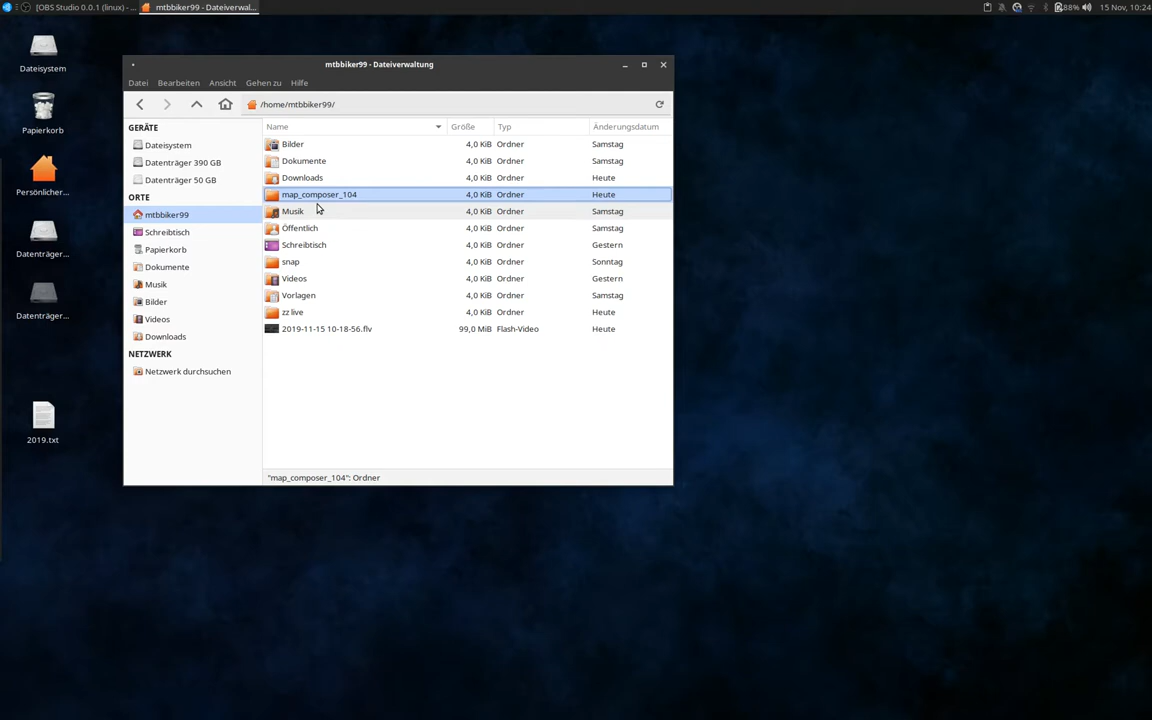 [OBS Studio 0.0.1 (linux) - ... mtbbiker99 - Dateiverwal... 88% 15 Nov, 10:24
Dateisystem
Papierkorb
Persönlicher...
Datenträger...
Datenträger...
2019.txt
mtbbiker99 - Dateiverwaltung
Datei Bearbeiten Ansicht Gehen zu Hilfe
/home/mtbbiker99/
GERÄTE
Dateisystem
Datenträger 390 GB
Datenträger 50 GB
ORTE
mtbbiker99
Schreibtisch
Papierkorb
Dokumente
Musik
Bilder
Videos
Downloads
NETZWERK
Netzwerk durchsuchen
Name Größe Typ Änderungsdatum
Bilder 4,0 KiB Ordner Samstag
Dokumente 4,0 KiB Ordner Samstag
Downloads 4,0 KiB Ordner Heute
map_composer_104 4,0 KiB Ordner Heute
Musik 4,0 KiB Ordner Samstag
Öffentlich 4,0 KiB Ordner Samstag
Schreibtisch 4,0 KiB Ordner Gestern
snap 4,0 KiB Ordner Sonntag
Videos 4,0 KiB Ordner Gestern
Vorlagen 4,0 KiB Ordner Samstag
zz live 4,0 KiB Ordner Heute
2019-11-15 10-18-56.flv 99,0 MiB Flash-Video Heute
"map_composer_104": Ordner